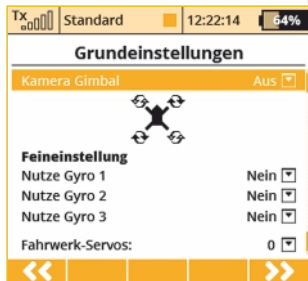 Tx Standard 12:22:14 64%
Grundeinstellungen
Kamera Gimbal Aus
Feineinstellung
Nutze Gyro 1 Nein
Nutze Gyro 2 Nein
Nutze Gyro 3 Nein
Fahrwerk-Servos: 0